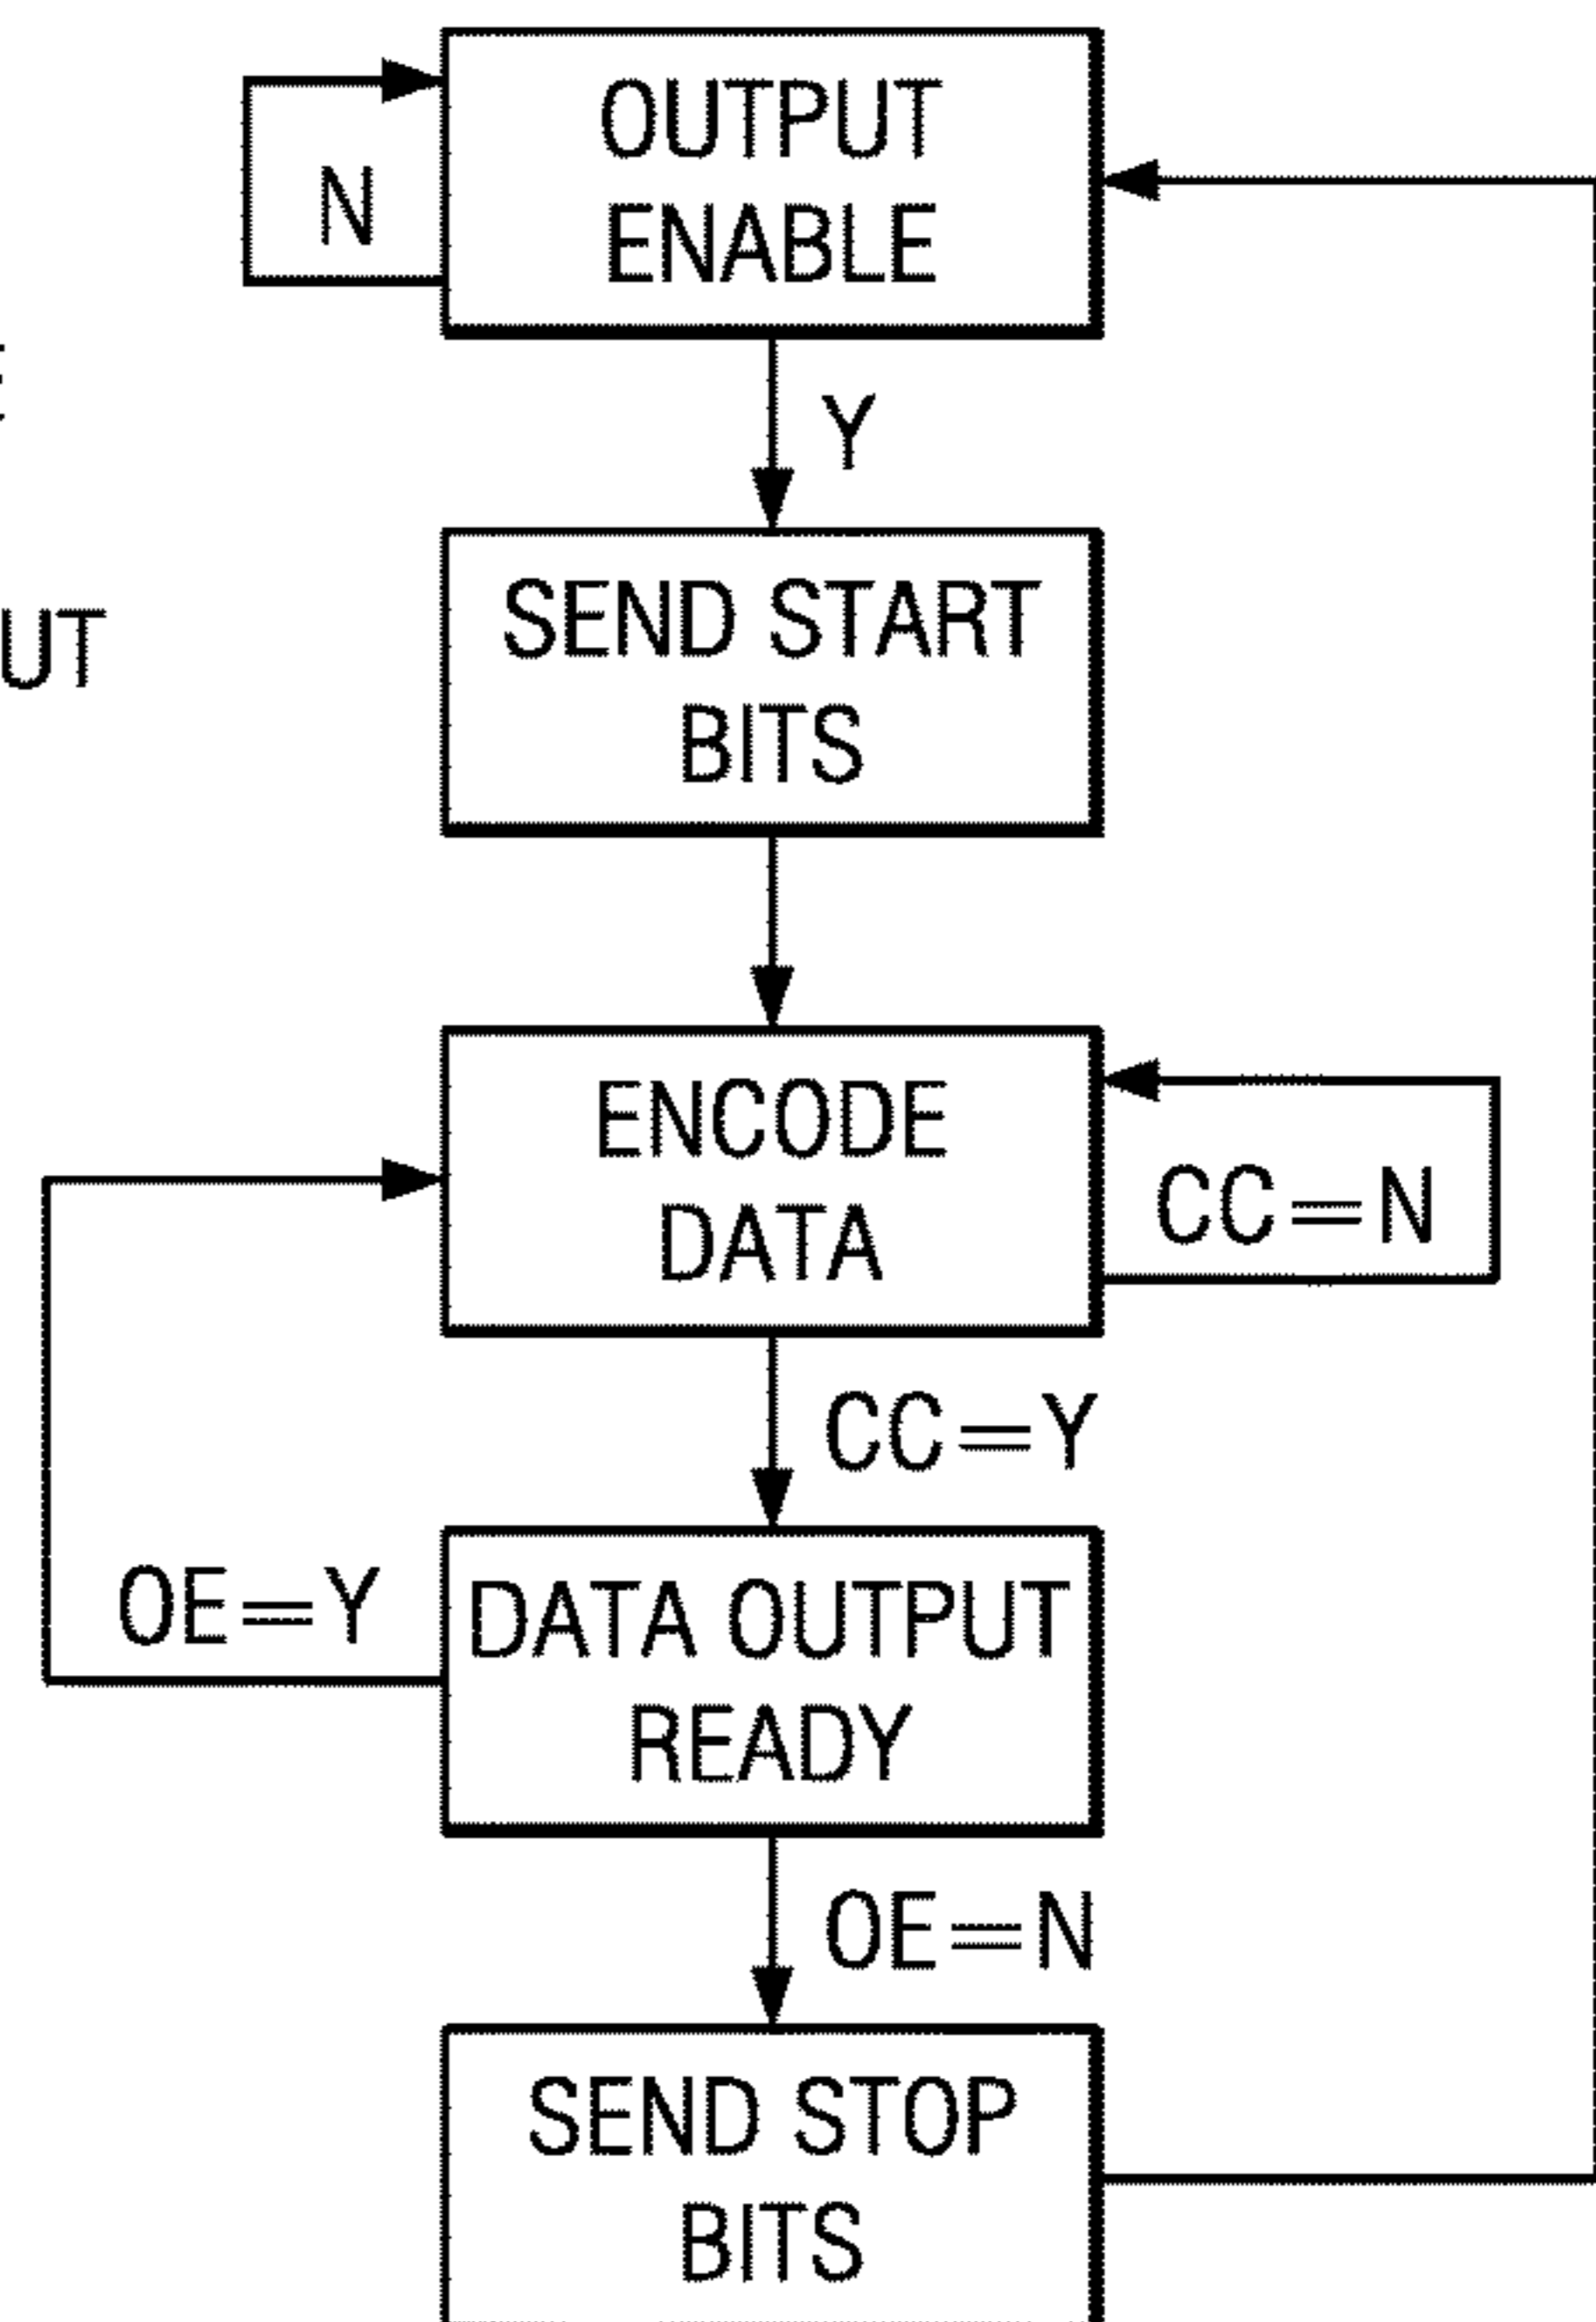 OUTPUT
ENABLE
N
Y
UT
SEND START
BITS
ENCODE
DATA
CC=N
CC=Y
OE=Y
DATA OUTPUT
READY
OE=N
SEND STOP
BITS